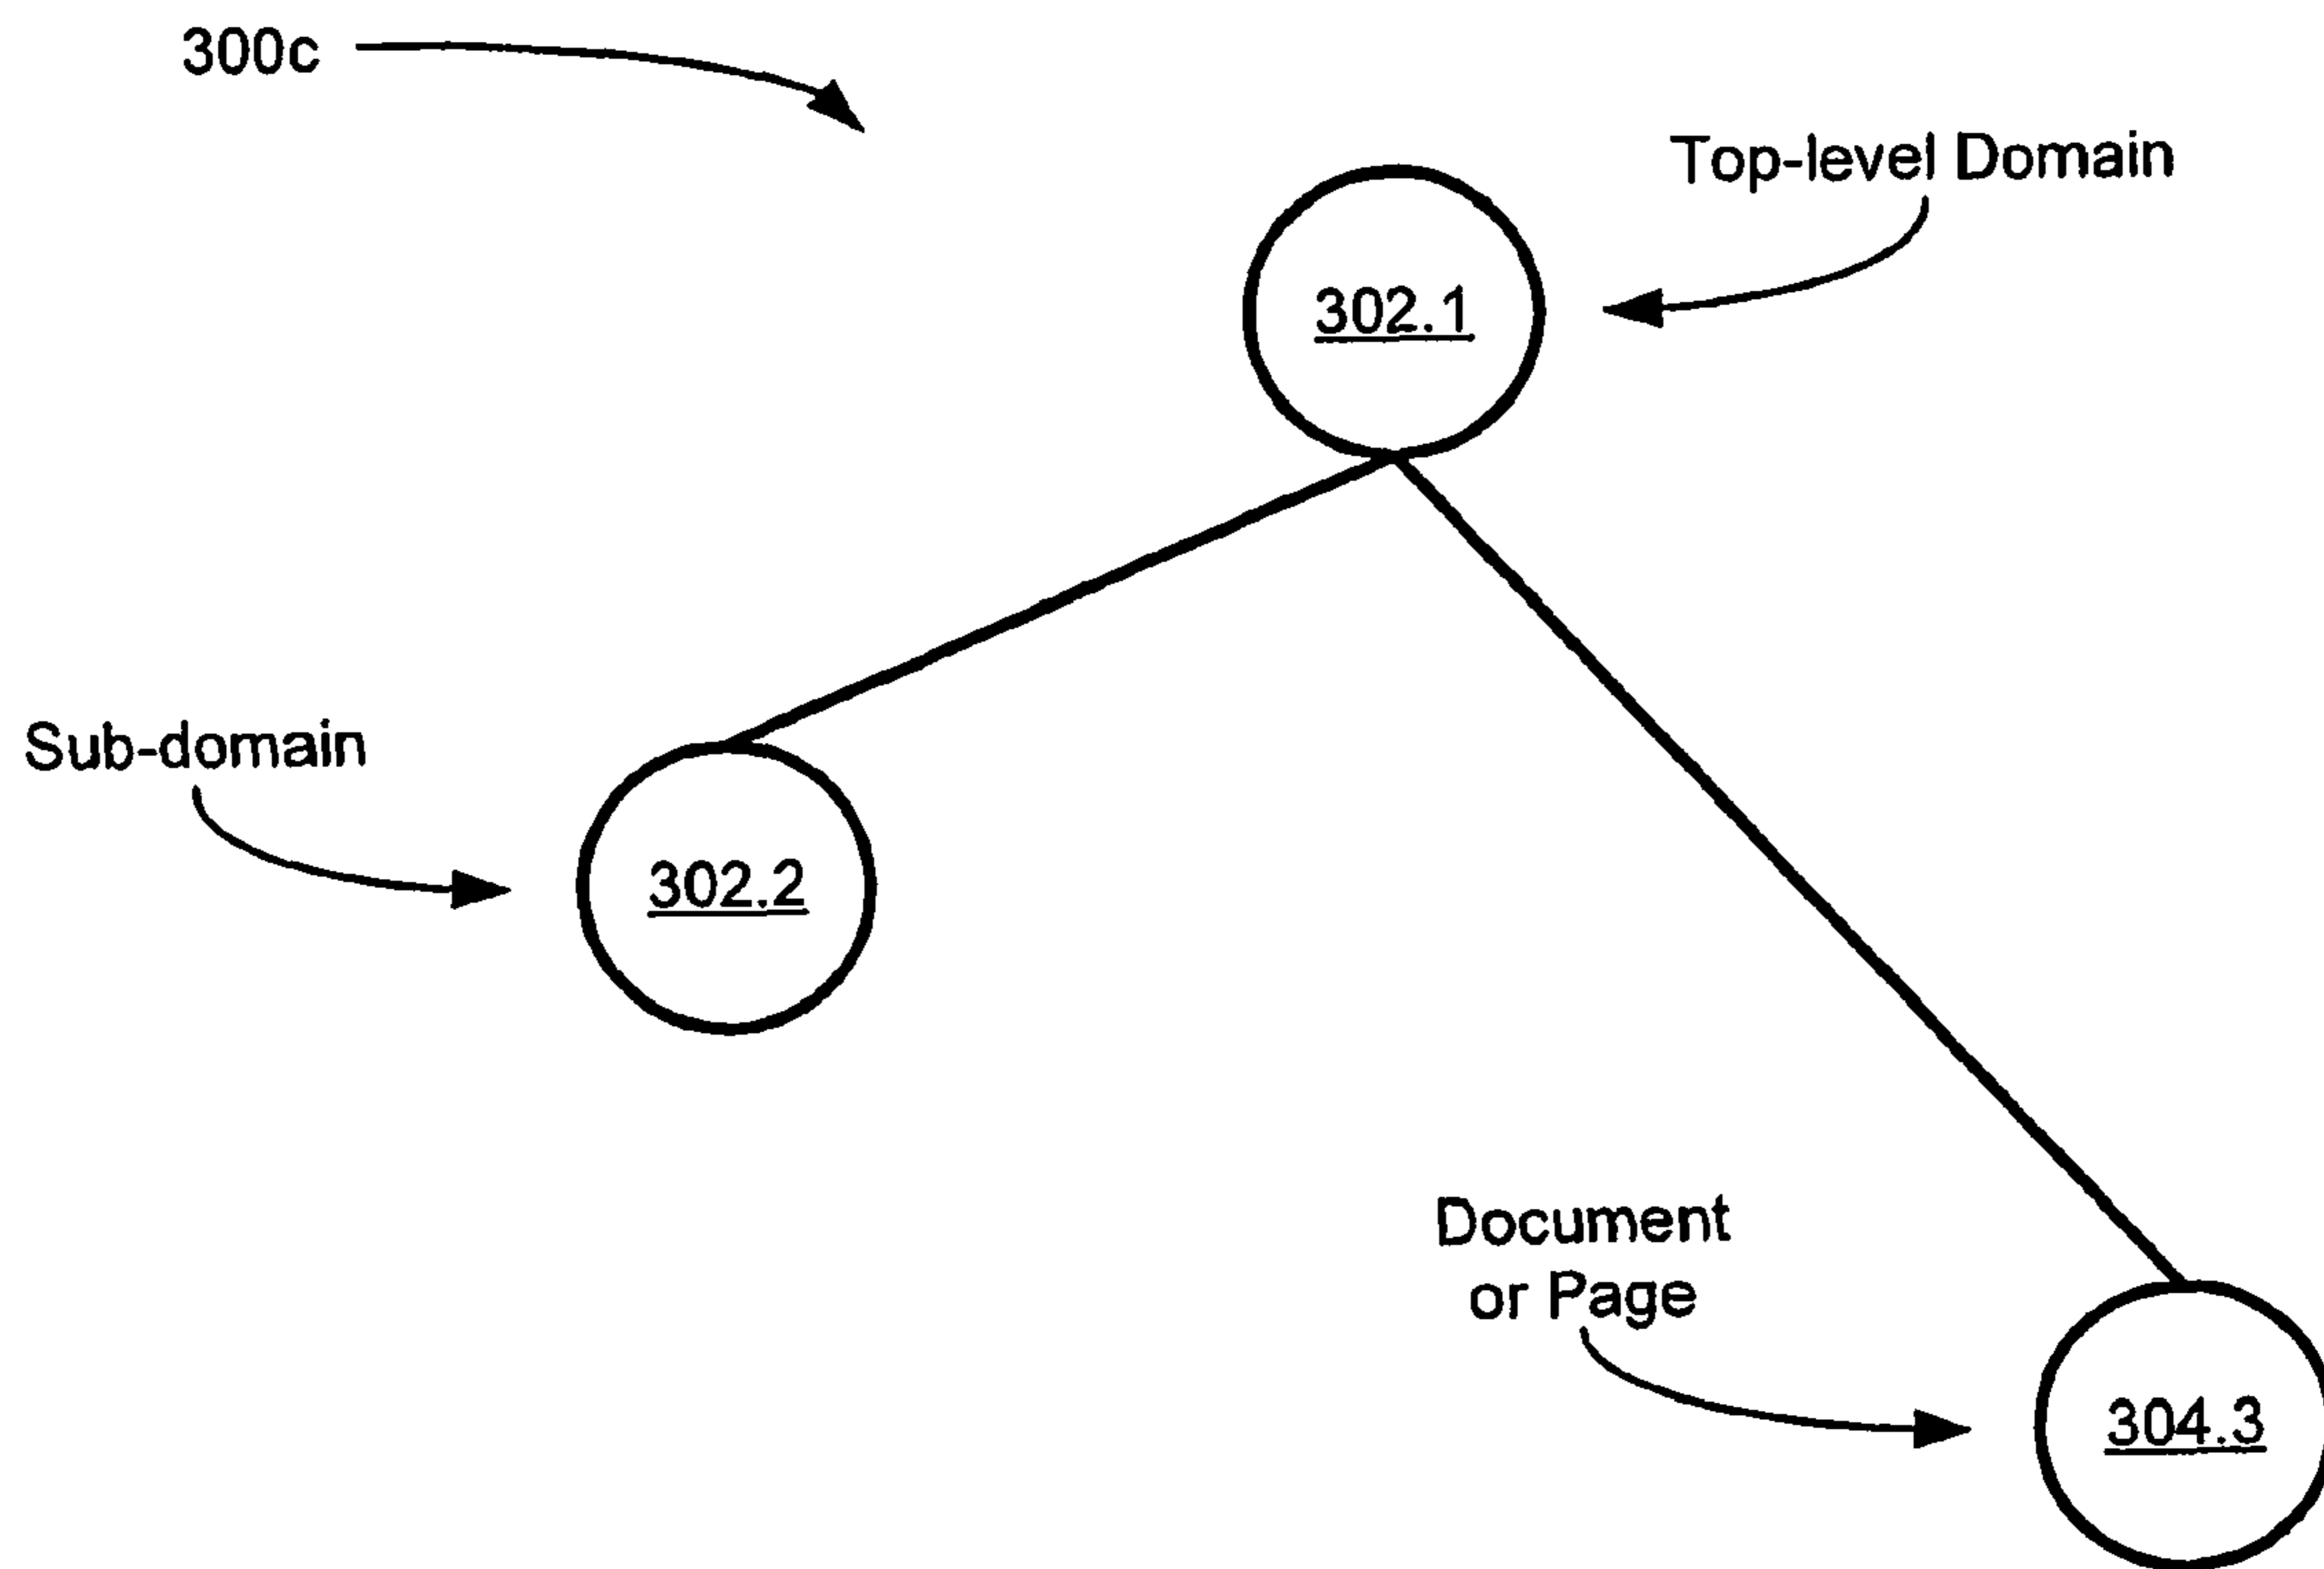 300c
Top-level Domain
302.1
Sub-domain
302.2
Document
or Page
304.3